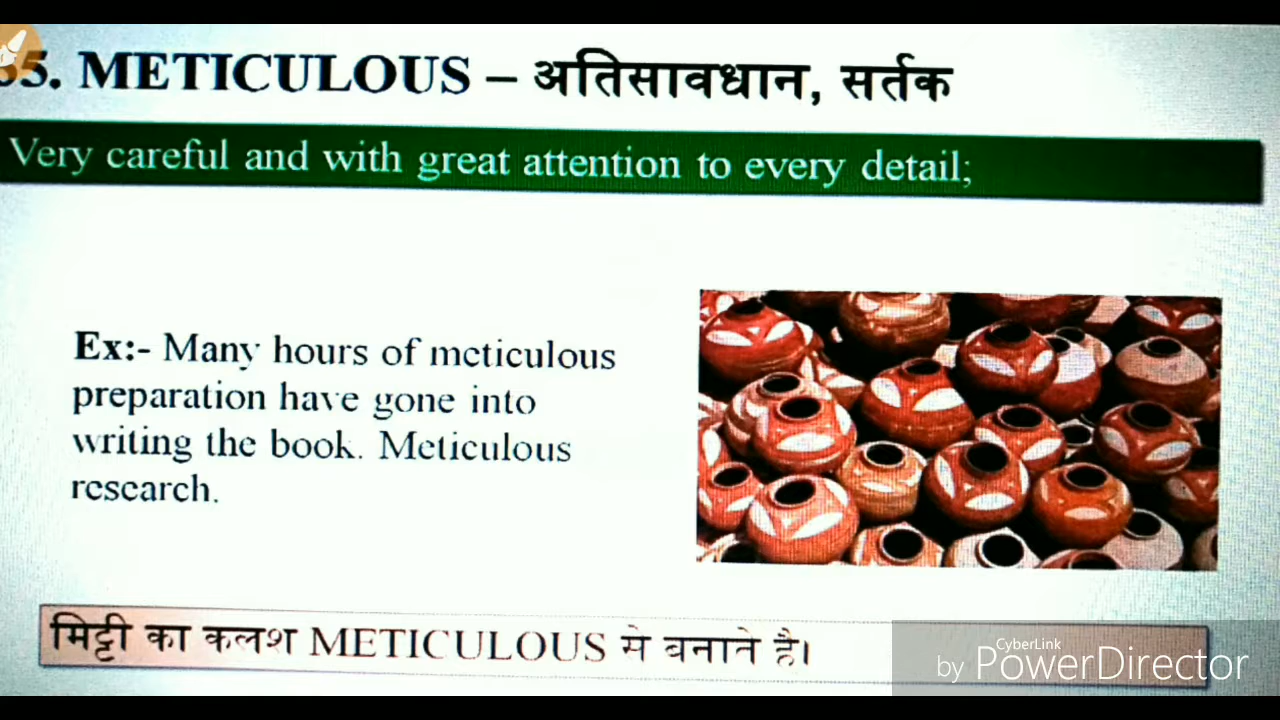 55. METICULOUS – अतिसावधान, सर्तक
Very careful and with great attention to every detail;
Ex:- Many hours of meticulous
preparation have gone into
writing the book. Meticulous
research.
मिट्टी का कलश METICULOUS से बनाते है।
CyberLink
by PowerDirector